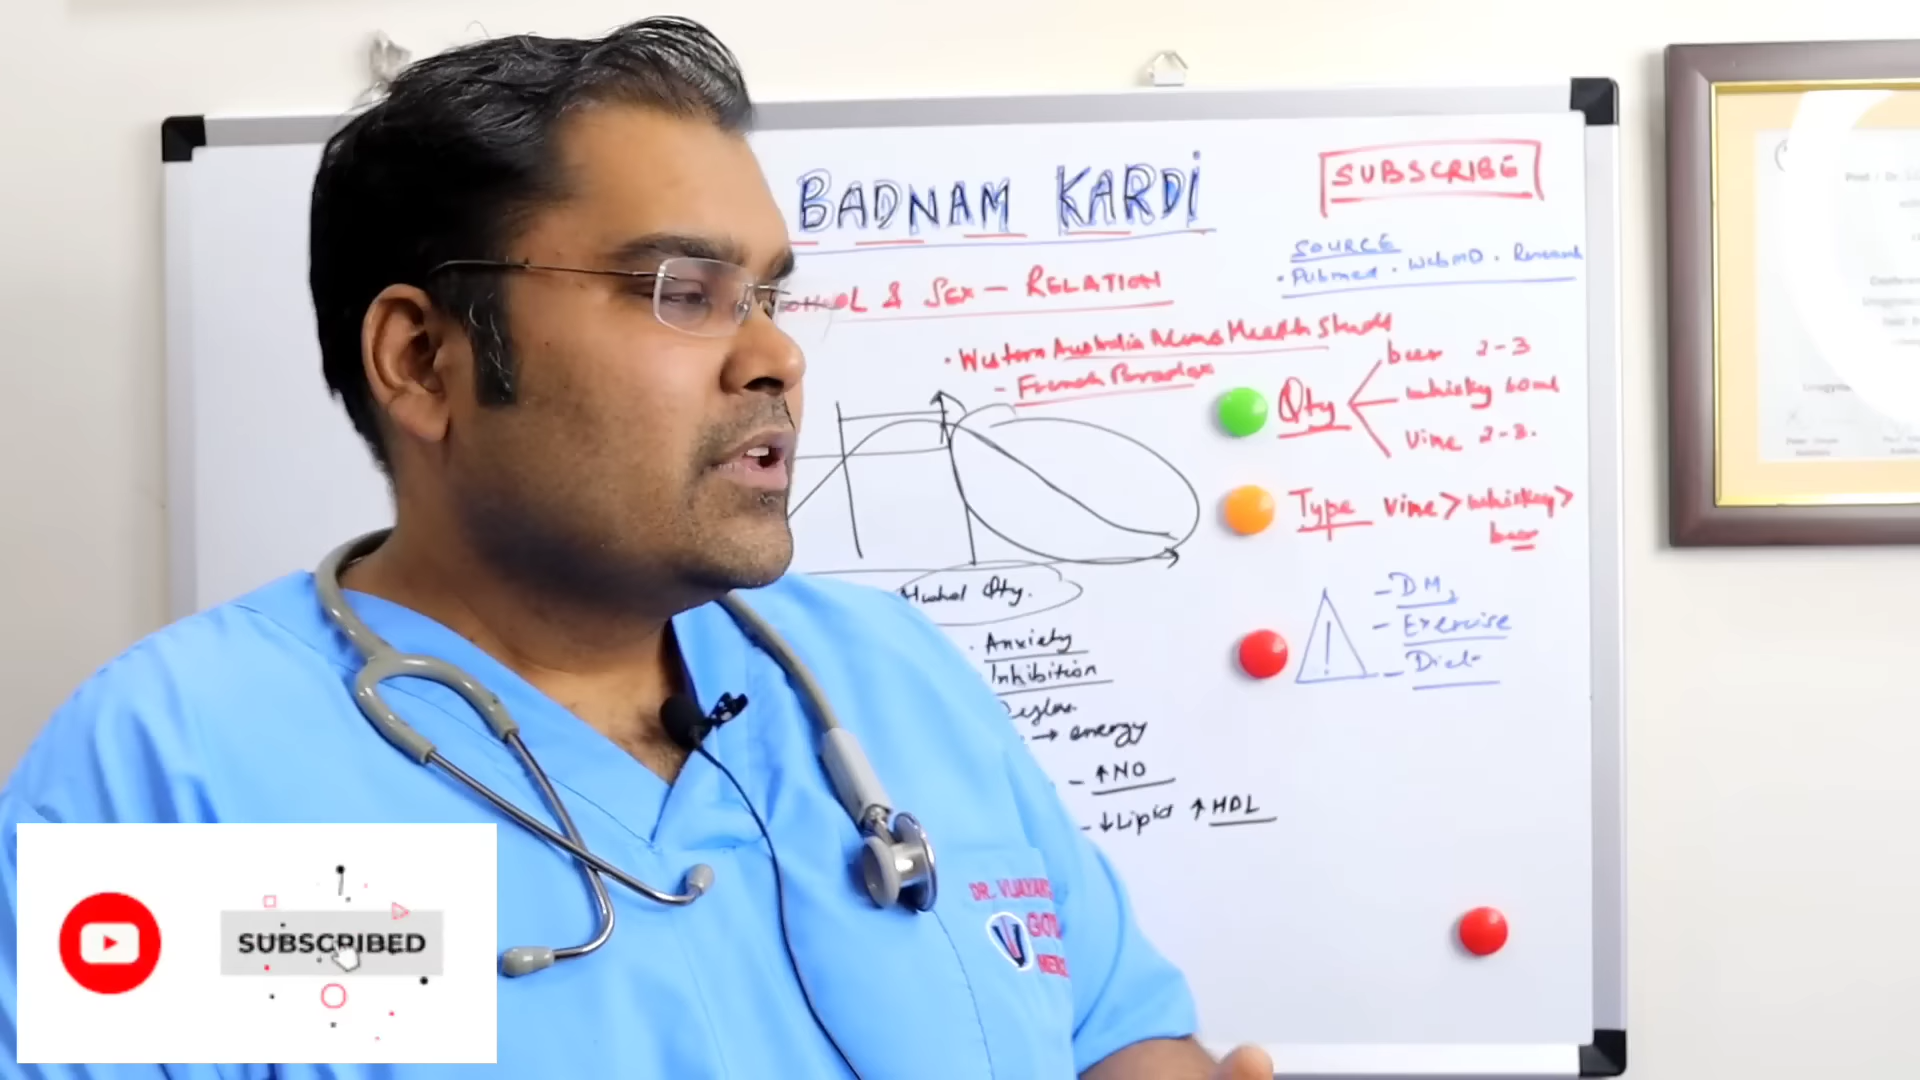 BADNAM KARDI
SUBSCRIBE
SOURCE
• Pubmed • WebMD • Research
& SEX - RELATION
• Western Australia Mens Health Study
- French Paradox
Qty
beer 2-3
whisky 60ml
vine 2-3.
Type vine > whiskey >
beer
Alcohol Qty.
- DM,
- Exercise
- Diet
! 
• Anxiety
Inhibition
→ energy
- ↑NO
- ↓Lipid ↑HDL
DR. VIJAYA
SUBSCRIBED